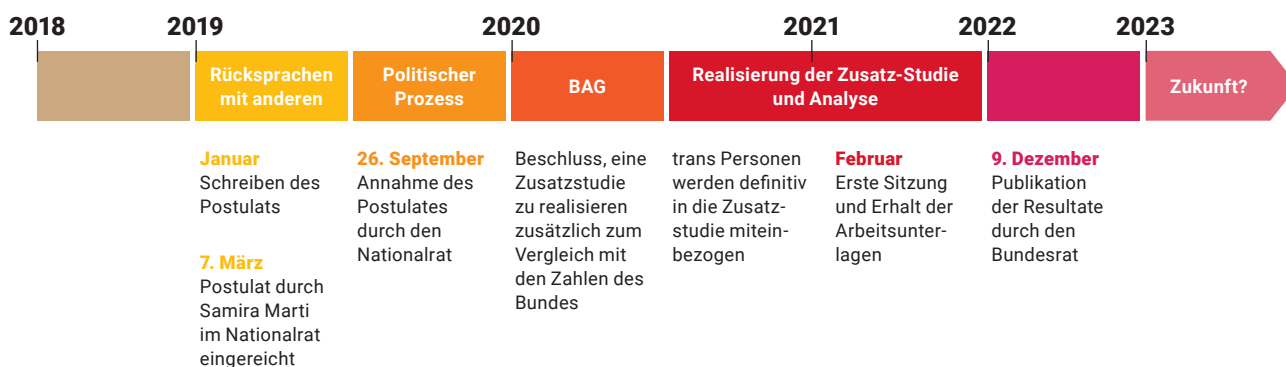 2018 2019 2020 2021 2022 2023
Rücksprachen
mit anderen
Politischer
Prozess
BAG
Realisierung der Zusatz-Studie
und Analyse
Zukunft?
Januar
Schreiben des
Postulats
7. März
Postulat durch
Samira Marti
im Nationalrat
eingereicht
26. September
Annahme des
Postulates
durch den
Nationalrat
Beschluss, eine
Zusatzstudie
zu realisieren
zusätzlich zum
Vergleich mit
den Zahlen des
Bundes
trans Personen
werden definitiv
in die Zusatz-
studie mitein-
bezogen
Februar
Erste Sitzung
und Erhalt der
Arbeitsunter-
lagen
9. Dezember
Publikation
der Resultate
durch den
Bundesrat